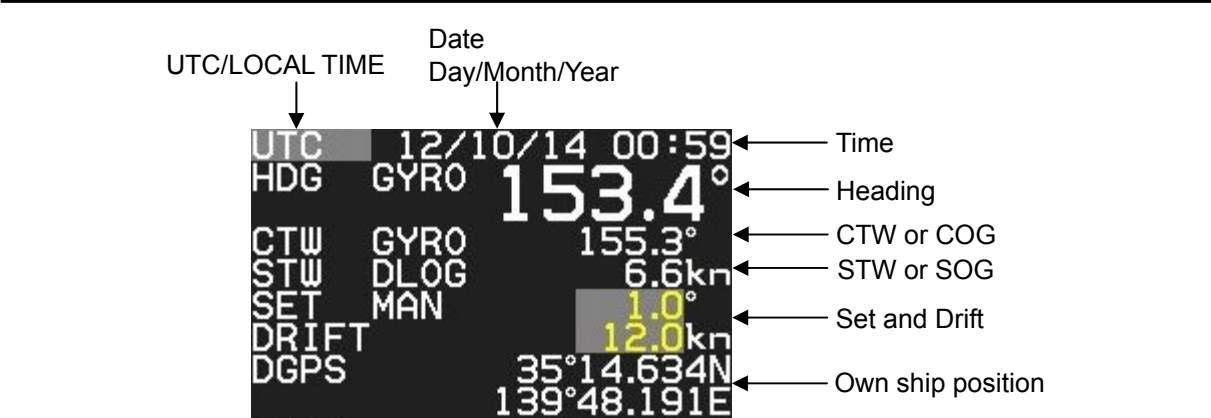 Date
UTC/LOCAL TIME
Day/Month/Year
UTC 12/10/14 00:59
Time
HDG GYRO 153.4°
Heading
CTW GYRO 155.3°
CTW or COG
STW DLOG 6.6kn
STW or SOG
SET MAN 1.0°
DRIFT 12.0kn
Set and Drift
DGPS 35°14.634N
139°48.191E
Own ship position